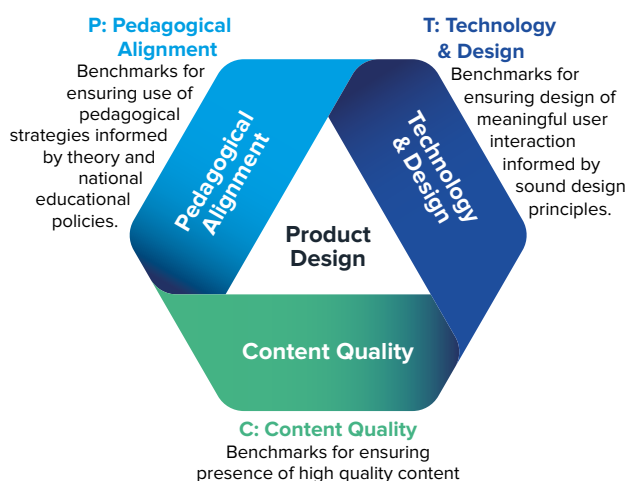 P: Pedagogical
Alignment
Benchmarks for
ensuring use of
pedagogical
strategies informed
by theory and
national
educational
policies.
T: Technology
& Design
Benchmarks for
ensuring design of
meaningful user
interaction
informed by
sound design
principles.
Pedagogical
Alignment
Technology
& Design
Product
Design
Content Quality
C: Content Quality
Benchmarks for ensuring
presence of high quality content